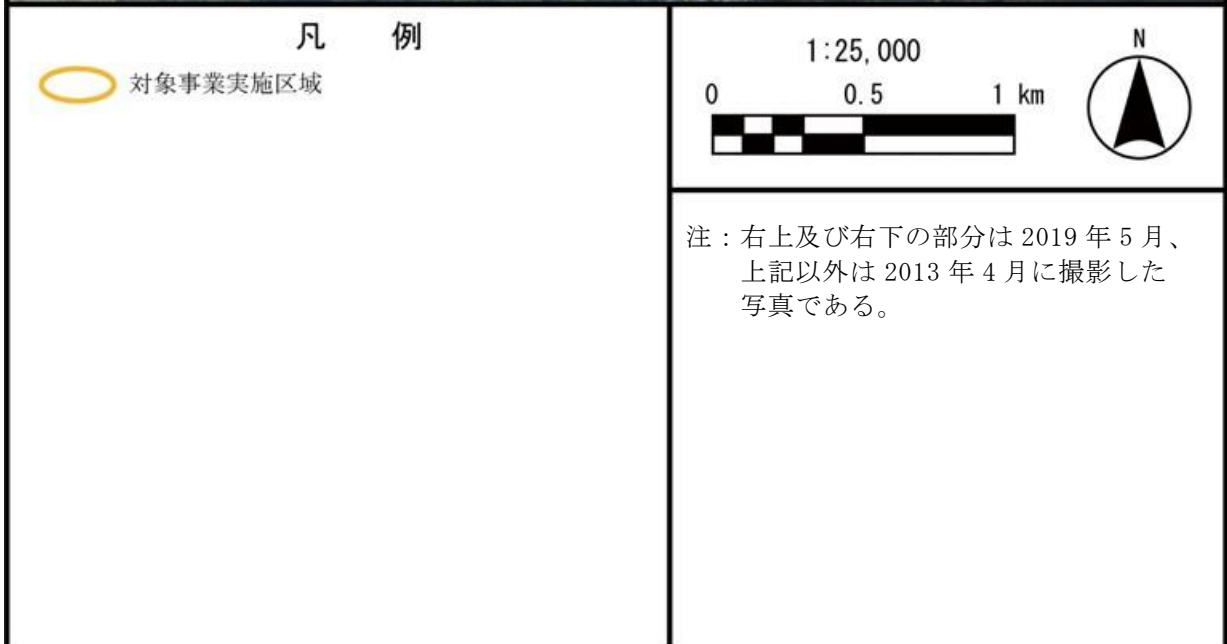 凡　例
対象事業実施区域
1:25,000
0 0.5 1 km
N
注：右上及び右下の部分は 2019 年 5 月、
上記以外は 2013 年 4 月に撮影した
写真である。